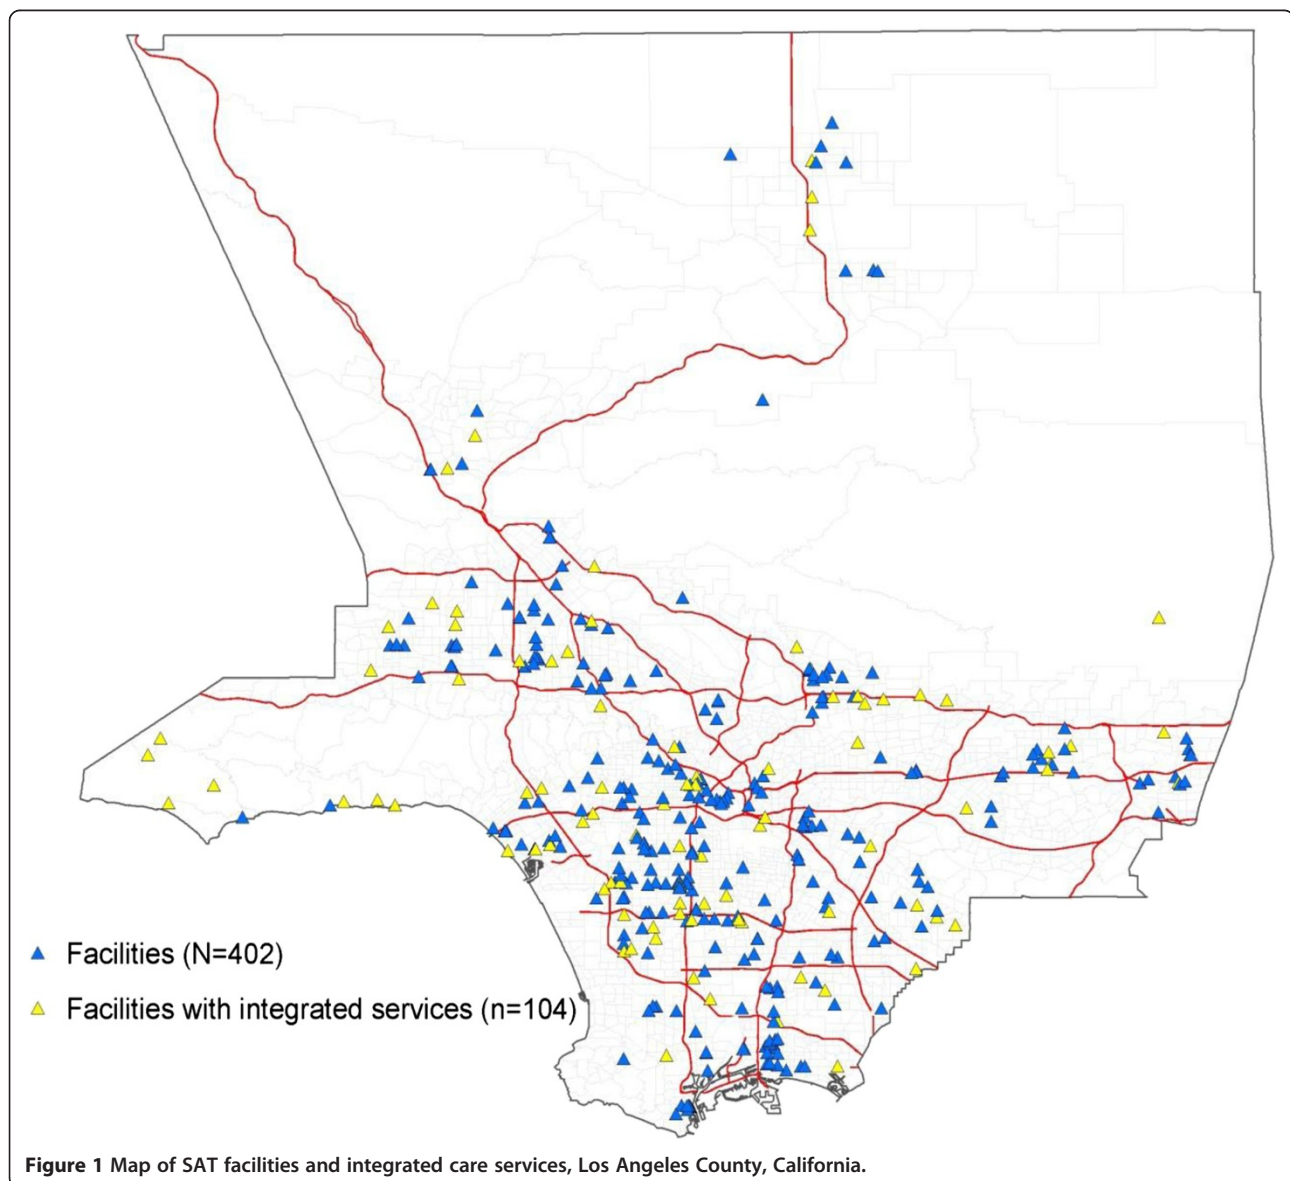 Facilities (N=402)
Facilities with integrated services (n=104)
Figure 1 Map of SAT facilities and integrated care services, Los Angeles County, California.